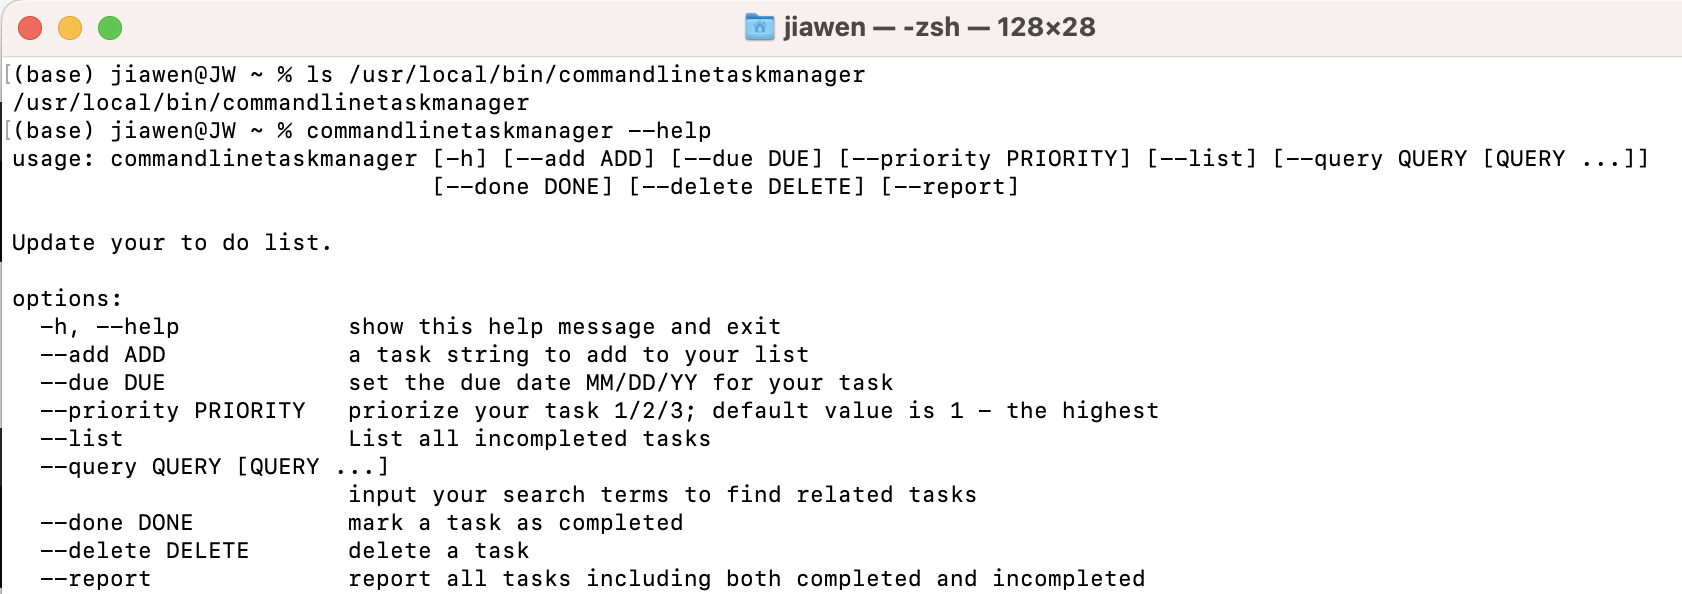 jiawen — -zsh — 128×28
(base) jiawen@JW ~ % ls /usr/local/bin/commandlinetaskmanager
/usr/local/bin/commandlinetaskmanager
(base) jiawen@JW ~ % commandlinetaskmanager --help
usage: commandlinetaskmanager [-h] [--add ADD] [--due DUE] [--priority PRIORITY] [--list] [--query QUERY [QUERY ...]]
                              [--done DONE] [--delete DELETE] [--report]

Update your to do list.

options:
  -h, --help            show this help message and exit
  --add ADD             a task string to add to your list
  --due DUE             set the due date MM/DD/YY for your task
  --priority PRIORITY   priorize your task 1/2/3; default value is 1 - the highest
  --list                List all incompleted tasks
  --query QUERY [QUERY ...]
                        input your search terms to find related tasks
  --done DONE           mark a task as completed
  --delete DELETE       delete a task
  --report              report all tasks including both completed and incompleted